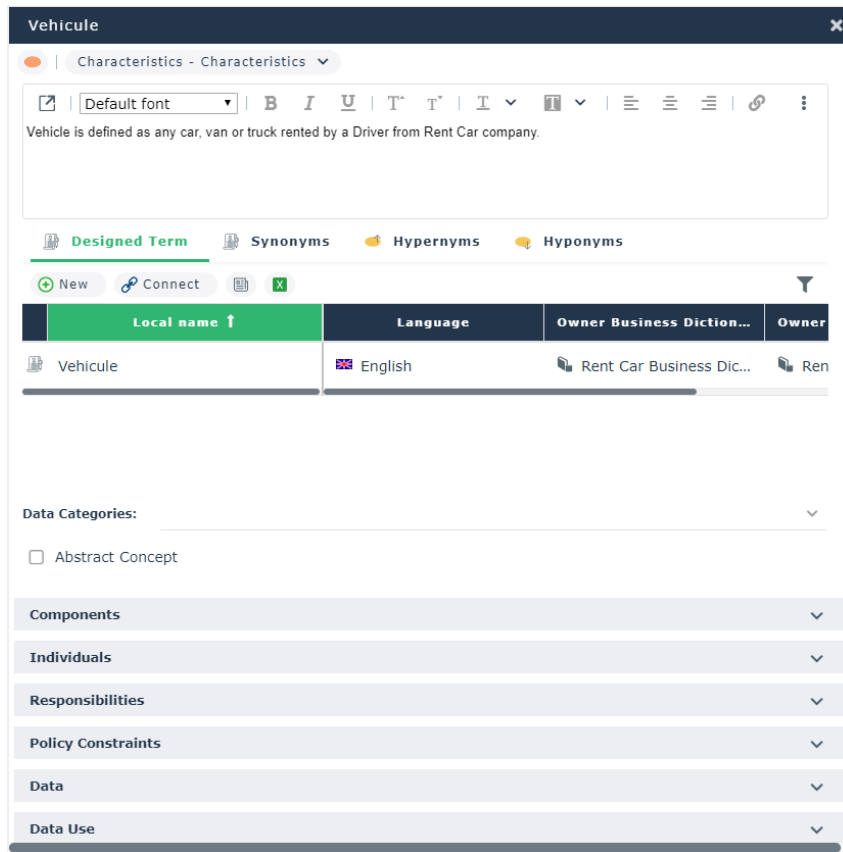 Vehicule
Characteristics - Characteristics
Default font B I U T T T T
Vehicle is defined as any car, van or truck rented by a Driver from Rent Car company.
Designed Term Synonyms Hypernyms Hyponyms
New Connect X
Local name ↑ Language Owner Business Diction... Owner
Vehicule English Rent Car Business Dic... Ren
Data Categories:
Abstract Concept
Components
Individuals
Responsibilities
Policy Constraints
Data
Data Use